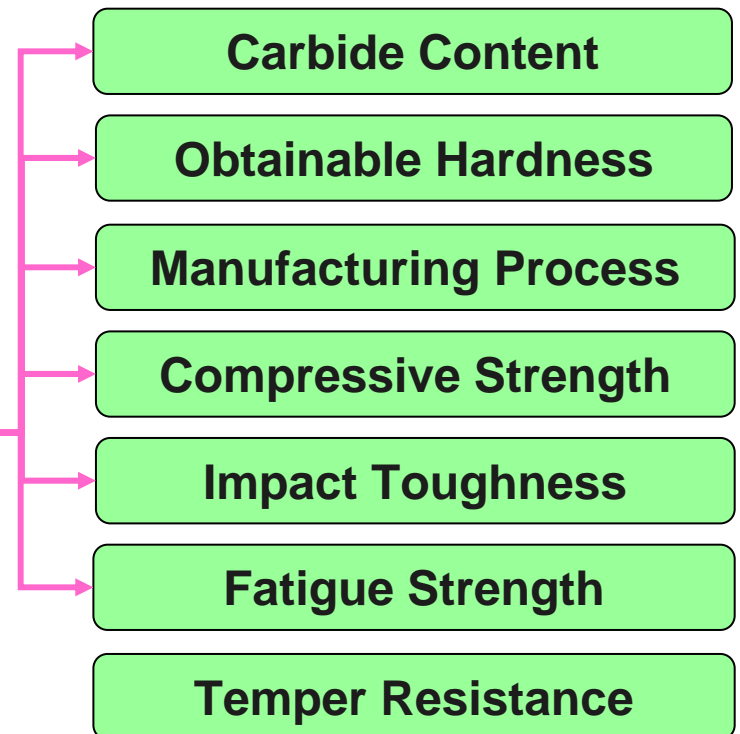 Carbide Content
Obtainable Hardness
Manufacturing Process
Compressive Strength
Impact Toughness
Fatigue Strength
Temper Resistance